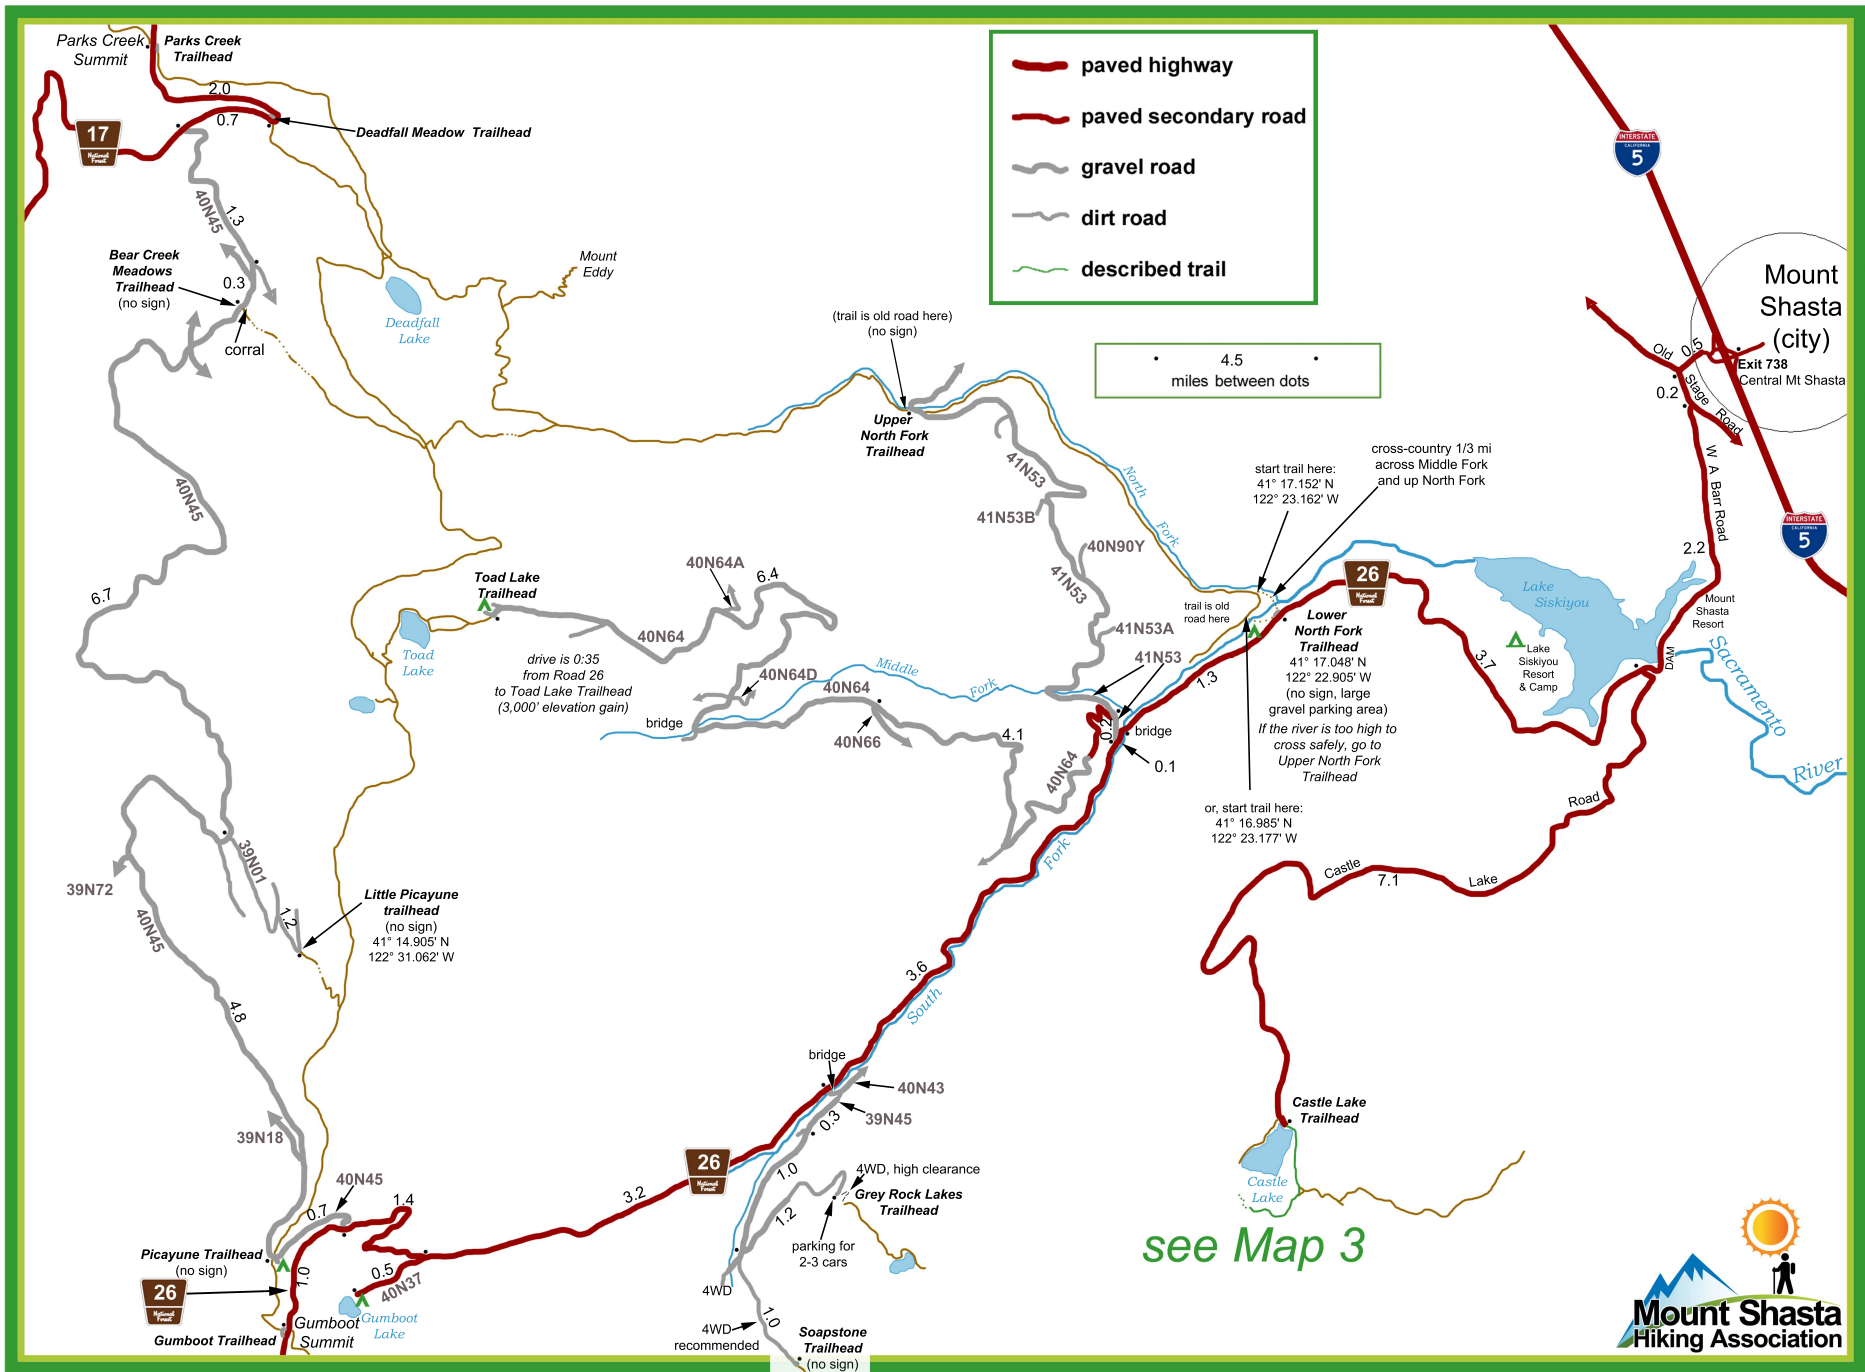 Parks Creek
Summit
Parks Creek
Trailhead
2.0
0.7
Deadfall Meadow Trailhead
17
National
Forest
40N45
1.3
Bear Creek
Meadows
Trailhead
(no sign)
0.3
corral
Deadfall
Lake
Mount
Eddy
paved highway
paved secondary road
gravel road
dirt road
described trail
4.5
miles between dots
INTERSTATE
CALIFORNIA
5
Mount
Shasta
(city)
Old
0.5
Exit 738
Central Mt Shasta
0.2
Stage Road
W A Barr Road
2.2
INTERSTATE
CALIFORNIA
5
(trail is old road here)
(no sign)
Upper
North Fork
Trailhead
41N53
41N53B
40N90Y
41N53
41N53A
41N53
North
Fork
start trail here:
41° 17.152' N
122° 23.162' W
cross-country 1/3 mi
across Middle Fork
and up North Fork
26
National
Forest
trail is old
road here
Lower
North Fork
Trailhead
41° 17.048' N
122° 22.905' W
(no sign, large
gravel parking area)
If the river is too high to
cross safely, go to
Upper North Fork
Trailhead
or, start trail here:
41° 16.985' N
122° 23.177' W
Lake
Siskiyou
Lake
Siskiyou
Resort
& Camp
Mount
Shasta
Resort
DAM
Sacramento
River
3.7
1.3
40N45
6.7
Toad Lake
Trailhead
40N64A
6.4
40N64
Toad
Lake
drive is 0:35
from Road 26
to Toad Lake Trailhead
(3,000' elevation gain)
40N64D
Middle
Fork
40N64
bridge
40N66
4.1
40N64
0.2
bridge
0.1
Road
Castle
7.1
Lake
39N01
39N72
40N45
1.2
Little Picayune
trailhead
(no sign)
41° 14.905' N
122° 31.062' W
4.8
Fork
3.6
South
bridge
40N43
39N45
0.3
1.0
26
National
Forest
3.2
4WD, high clearance
Grey Rock Lakes
Trailhead
1.2
parking for
2-3 cars
4WD
1.0
4WD
recommended
Soapstone
Trailhead
(no sign)
39N18
40N45
0.7
1.4
Picayune Trailhead
(no sign)
26
National
Forest
1.0
0.5
40N37
Gumboot
Lake
Gumboot
Summit
Gumboot Trailhead
Castle Lake
Trailhead
Castle
Lake
see Map 3
Mount Shasta
Hiking Association